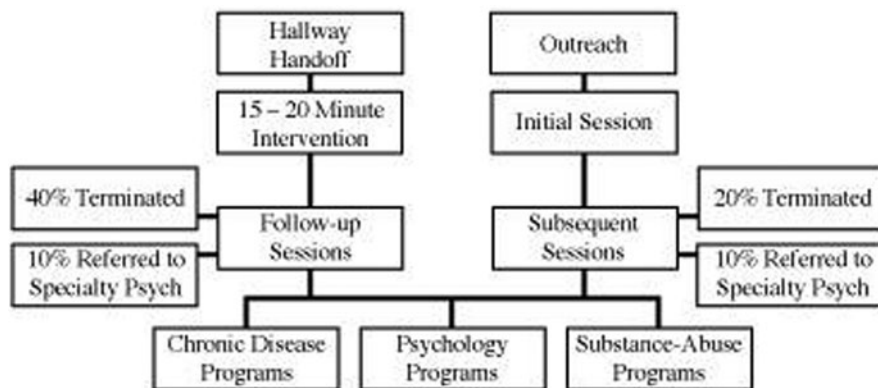 Hallway
Handoff
Outreach
15 – 20 Minute
Intervention
Initial Session
40% Terminated
20% Terminated
Follow-up
Sessions
Subsequent
Sessions
10% Referred to
Specialty Psych
10% Referred to
Specialty Psych
Chronic Disease
Programs
Psychology
Programs
Substance-Abuse
Programs